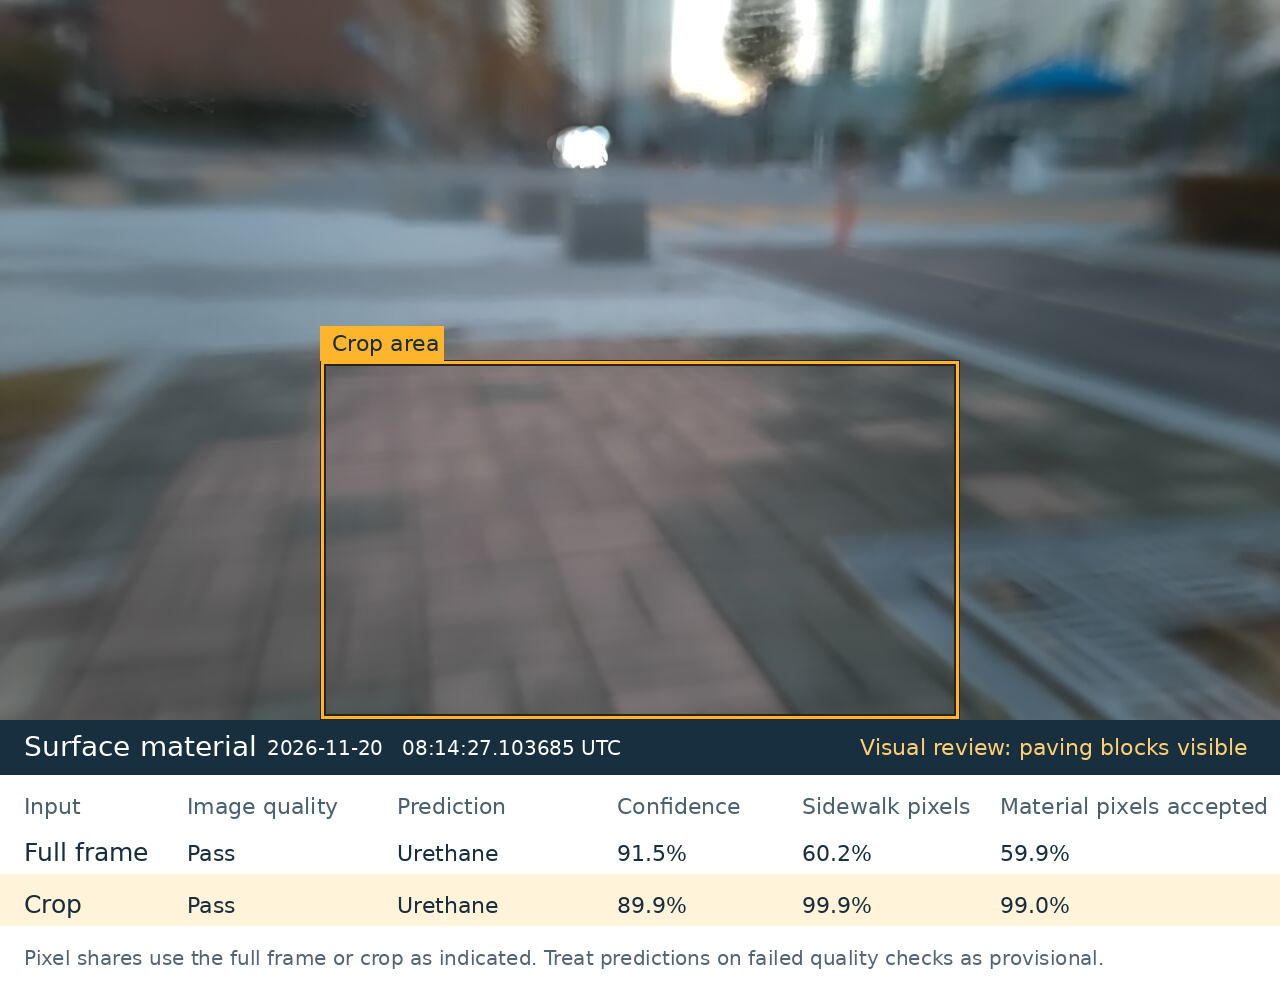 Crop area
Surface material 2026-11-20 08:14:27.103685 UTC Visual review: paving blocks visible
Input Image quality Prediction Confidence Sidewalk pixels Material pixels accepted
Full frame Pass Urethane 91.5% 60.2% 59.9%
Crop Pass Urethane 89.9% 99.9% 99.0%
Pixel shares use the full frame or crop as indicated. Treat predictions on failed quality checks as provisional.